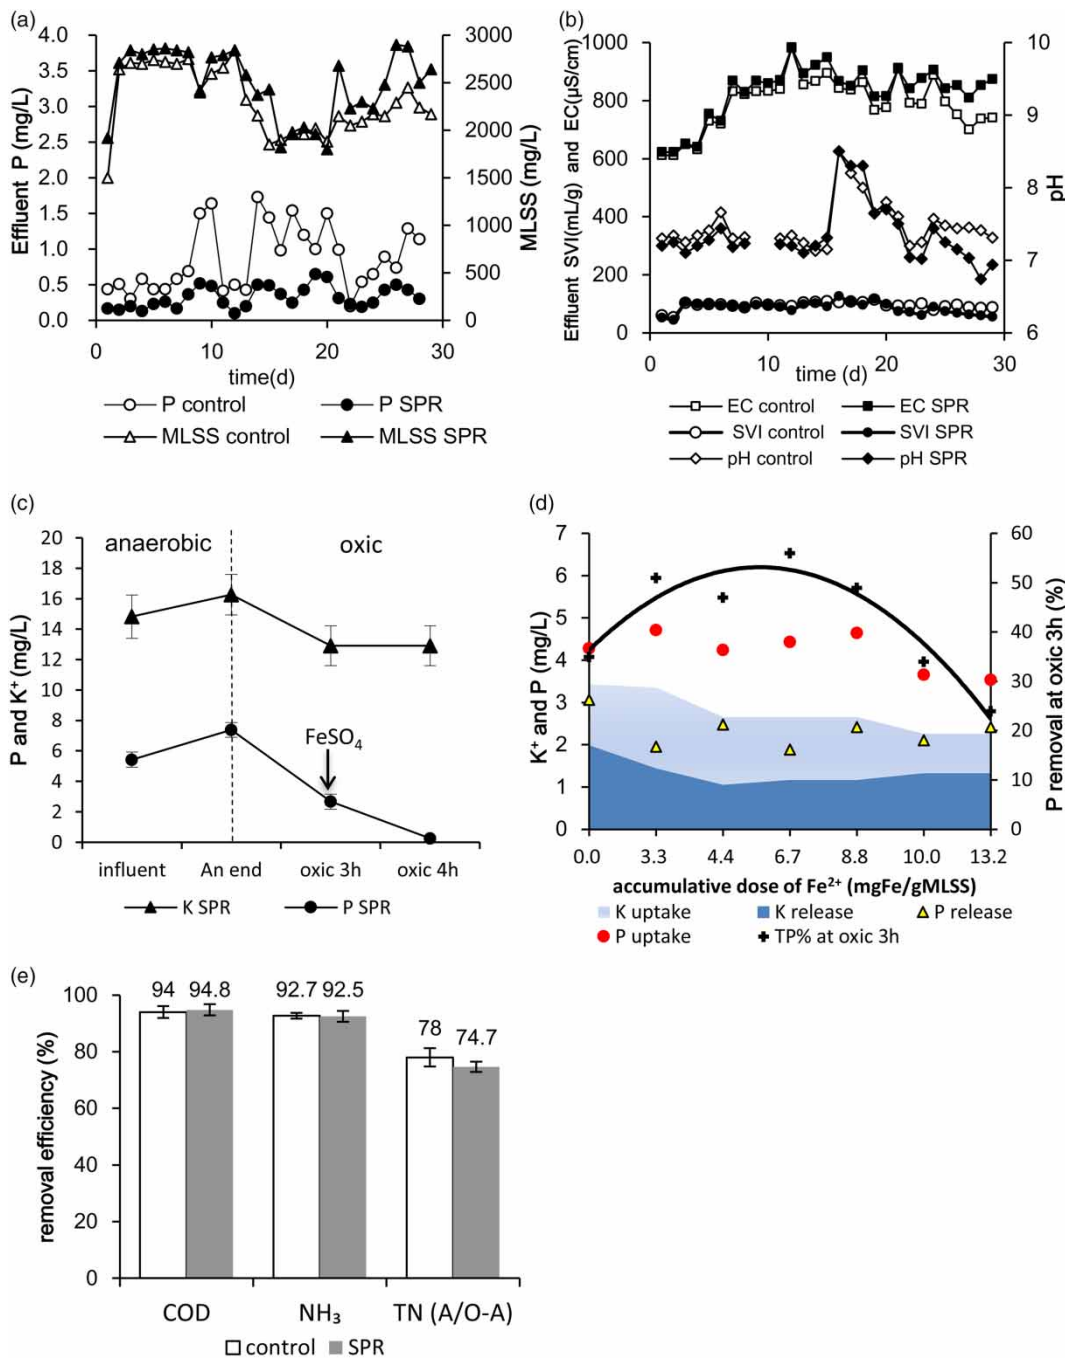 (a)
Effluent P (mg/L)
4.0
3.5
3.0
2.5
2.0
1.5
1.0
0.5
0.0
3000
2500
2000
1500
1000
500
0
MLSS (mg/L)
0 10 20 30
time(d)
P control P SPR
MLSS control MLSS SPR
(b)
Effluent SVI(mL/g) and EC(μS/cm)
1000
800
600
400
200
0
10
9
8
7
6
pH
0 10 20 30
time (d)
EC control EC SPR
SVI control SVI SPR
pH control pH SPR
(c)
P and K⁺ (mg/L)
20
18
16
14
12
10
8
6
4
2
0
anaerobic oxic
FeSO₄
influent An end oxic 3h oxic 4h
K SPR P SPR
(d)
K⁺ and P (mg/L)
7
6
5
4
3
2
1
0
60
50
40
30
20
10
0
P removal at oxic 3h (%)
0.0 3.3 4.4 6.7 8.8 10.0 13.2
accumulative dose of Fe²⁺ (mgFe/gMLSS)
K uptake K release P release
P uptake TP% at oxic 3h
(e)
removal efficiency (%)
100
80
60
40
20
0
94 94.8 92.7 92.5 78 74.7
COD NH₃ TN (A/O-A)
control SPR